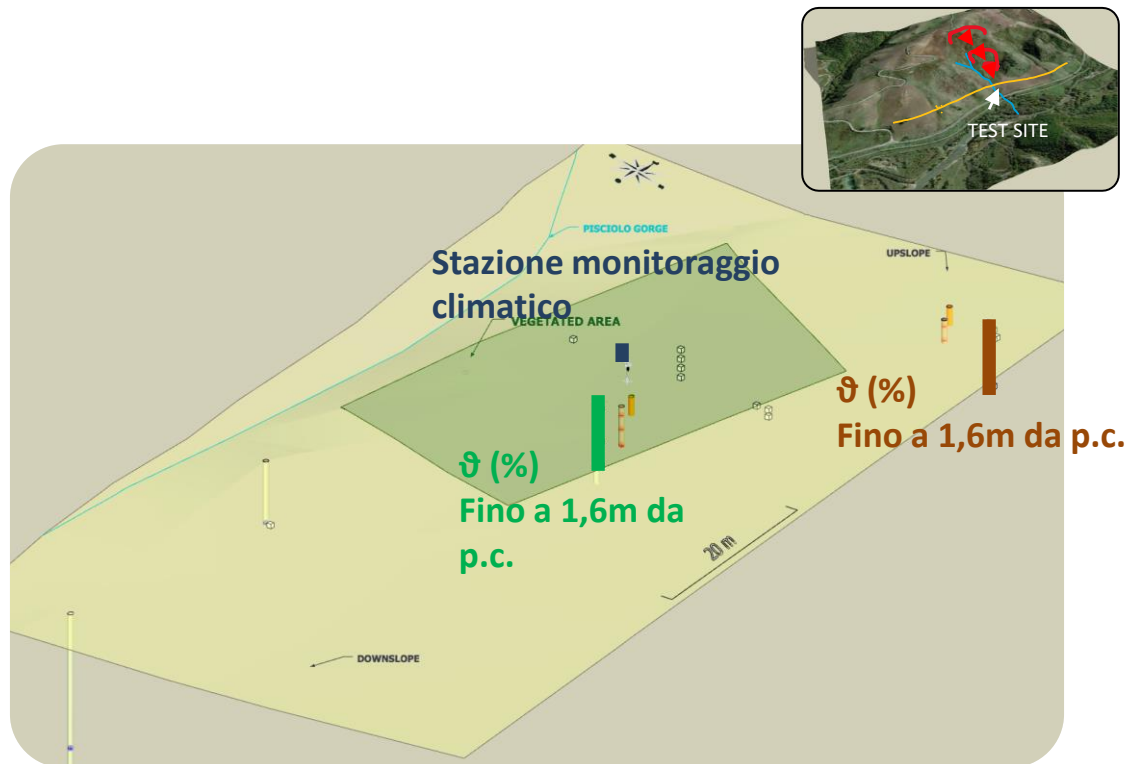 TEST SITE
PISCIOLO GORGE
UPSLOPE
Stazione monitoraggio
climatico
VEGETATED AREA
ϑ (%)
Fino a 1,6m da p.c.
ϑ (%)
Fino a 1,6m da
p.c.
20 m
DOWNSLOPE